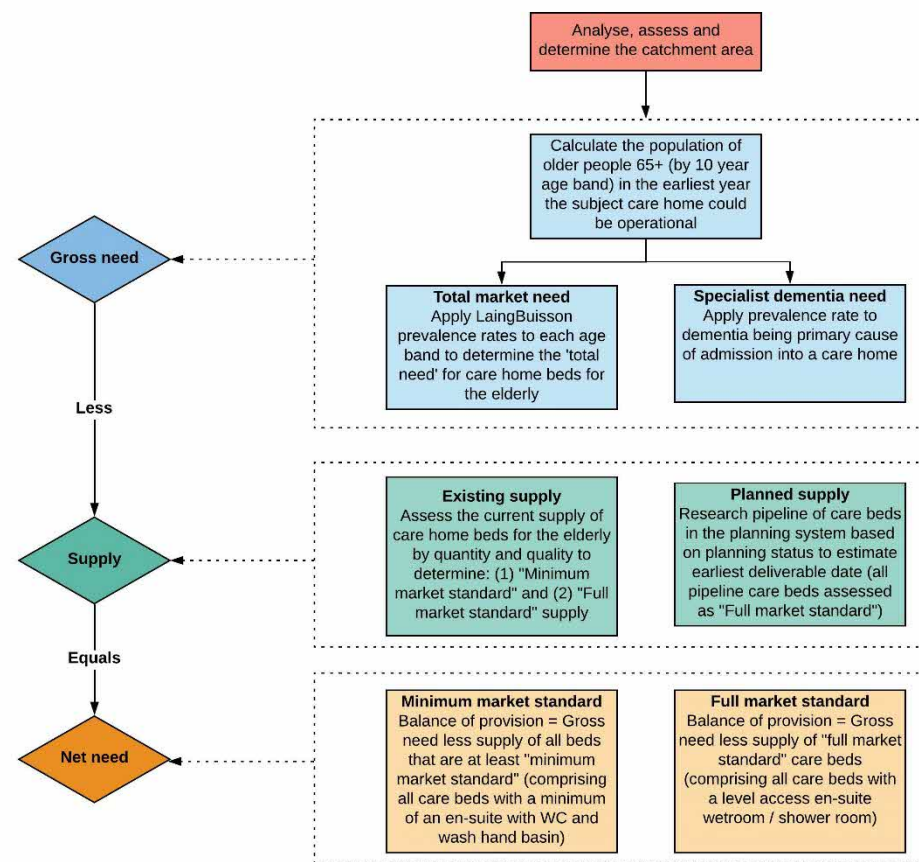 Analyse, assess and
determine the catchment area
Calculate the population of
older people 65+ (by 10 year
age band) in the earliest year
the subject care home could
be operational
Gross need
Total market need
Apply LaingBuisson
prevalence rates to each age
band to determine the 'total
need' for care home beds for
the elderly
Specialist dementia need
Apply prevalence rate to
dementia being primary cause
of admission into a care home
Less
Existing supply
Assess the current supply of
care home beds for the elderly
by quantity and quality to
determine: (1) "Minimum
market standard" and (2) "Full
market standard" supply
Planned supply
Research pipeline of care beds
in the planning system based
on planning status to estimate
earliest deliverable date (all
pipeline care beds assessed
as "Full market standard")
Supply
Equals
Minimum market standard
Balance of provision = Gross
need less supply of all beds
that are at least "minimum
market standard" (comprising
all care beds with a minimum
of an en-suite with WC and
wash hand basin)
Full market standard
Balance of provision = Gross
need less supply of "full market
standard" care beds
(comprising all care beds with
a level access en-suite
wetroom / shower room)
Net need